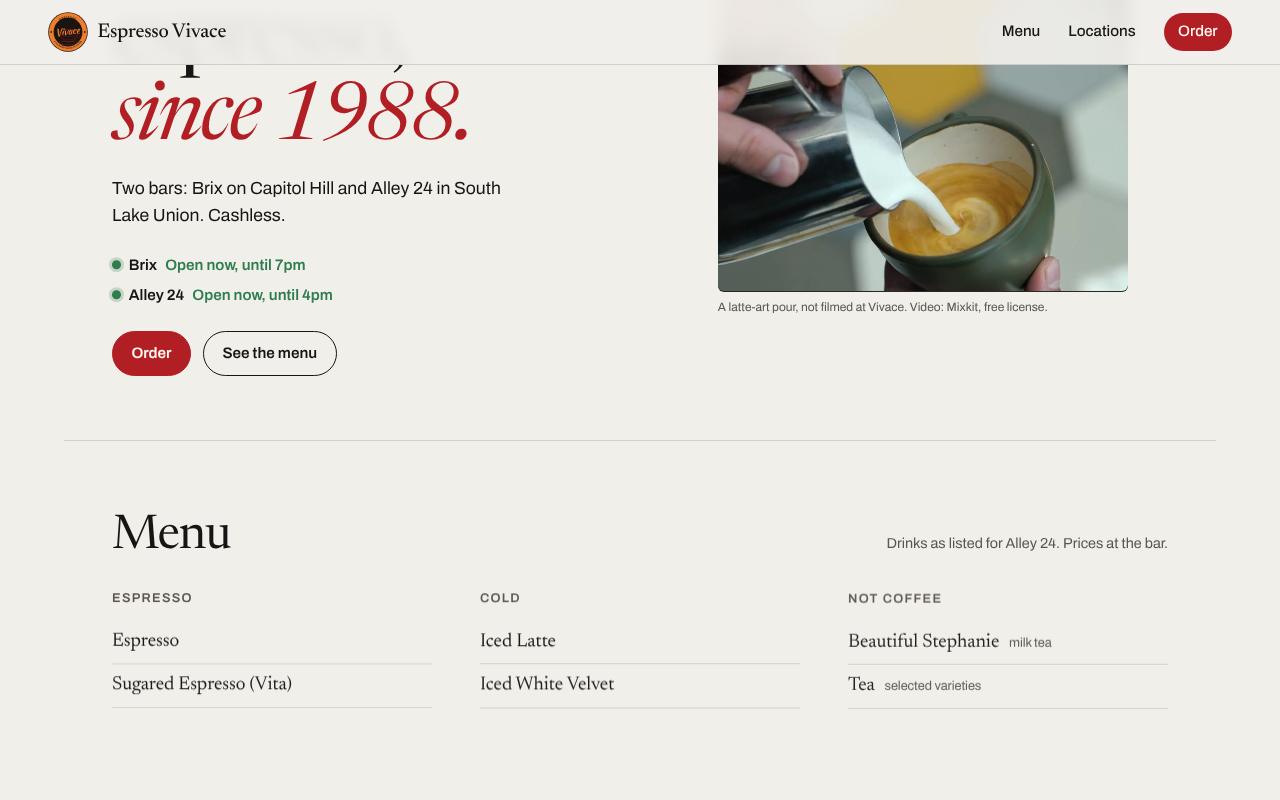 Vivace
Espresso Vivace
Menu
Locations
Order
since 1988.
Two bars: Brix on Capitol Hill and Alley 24 in South
Lake Union. Cashless.
Brix Open now, until 7pm
Alley 24 Open now, until 4pm
Order
See the menu
A latte-art pour, not filmed at Vivace. Video: Mixkit, free license.
Menu
Drinks as listed for Alley 24. Prices at the bar.
ESPRESSO
Espresso
Sugared Espresso (Vita)
COLD
Iced Latte
Iced White Velvet
NOT COFFEE
Beautiful Stephanie milk tea
Tea selected varieties